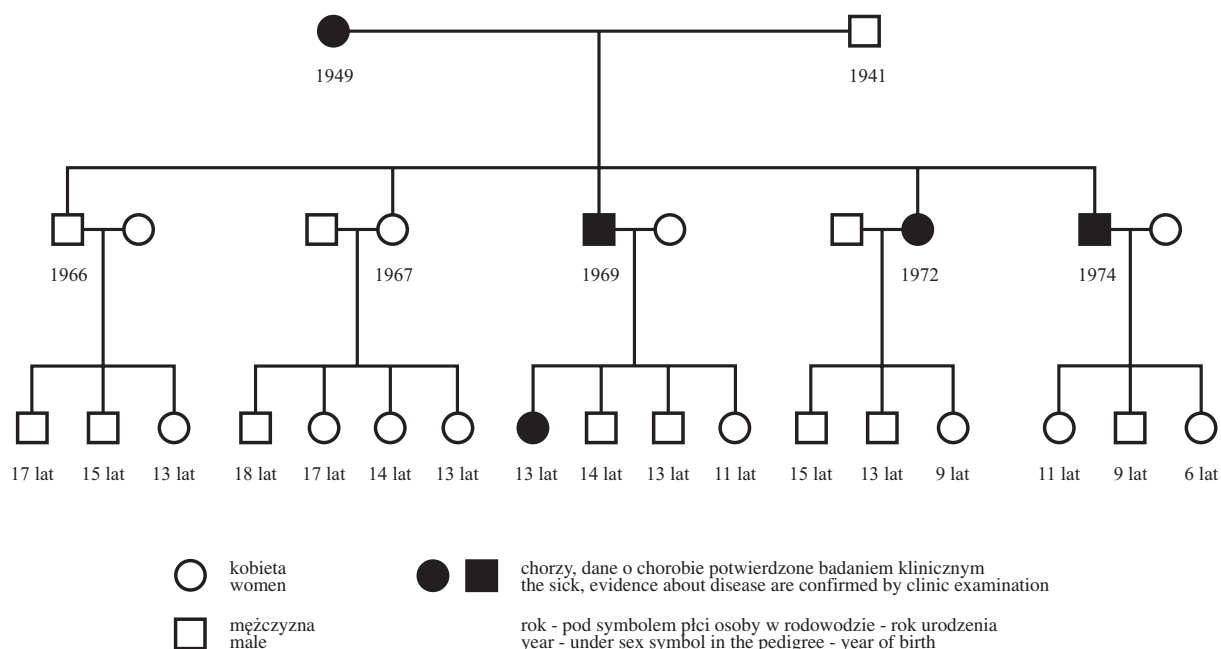 1949 1941
1966 1967 1969 1972 1974
17 lat 15 lat 13 lat 18 lat 17 lat 14 lat 13 lat 13 lat 14 lat 13 lat 11 lat 15 lat 13 lat 9 lat 11 lat 9 lat 6 lat
kobieta
women
chorzy, dane o chorobie potwierdzone badaniem klinicznym
the sick, evidence about disease are confirmed by clinic examination
mężczyzna
male
rok - pod symbolem płci osoby w rodowodzie - rok urodzenia
year - under sex symbol in the pedigree - year of birth